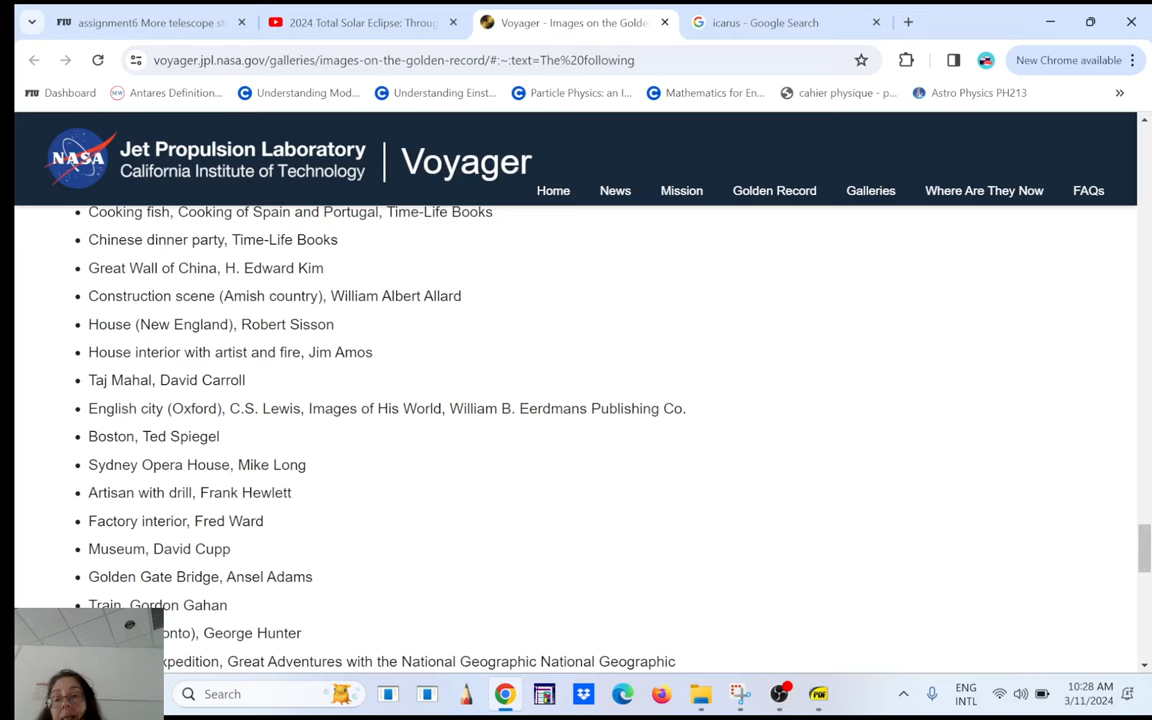 FIU assignment6 More telescope st
2024 Total Solar Eclipse: Throug
Voyager - Images on the Golde
icarus - Google Search
voyager.jpl.nasa.gov/galleries/images-on-the-golden-record/#:~:text=The%20following
New Chrome available
FIU Dashboard
MW Antares Definition...
C Understanding Mod...
C Understanding Einst...
C Particle Physics: an I...
C Mathematics for En...
cahier physique - p...
Astro Physics PH213
»
NASA
Jet Propulsion Laboratory
California Institute of Technology
Voyager
Home News Mission Golden Record Galleries Where Are They Now FAQs
• Cooking fish, Cooking of Spain and Portugal, Time-Life Books
• Chinese dinner party, Time-Life Books
• Great Wall of China, H. Edward Kim
• Construction scene (Amish country), William Albert Allard
• House (New England), Robert Sisson
• House interior with artist and fire, Jim Amos
• Taj Mahal, David Carroll
• English city (Oxford), C.S. Lewis, Images of His World, William B. Eerdmans Publishing Co.
• Boston, Ted Spiegel
• Sydney Opera House, Mike Long
• Artisan with drill, Frank Hewlett
• Factory interior, Fred Ward
• Museum, David Cupp
• Golden Gate Bridge, Ansel Adams
• Train, Gordon Gahan
onto), George Hunter
xpedition, Great Adventures with the National Geographic National Geographic
Search
PDF
ENG
INTL
10:28 AM
3/11/2024